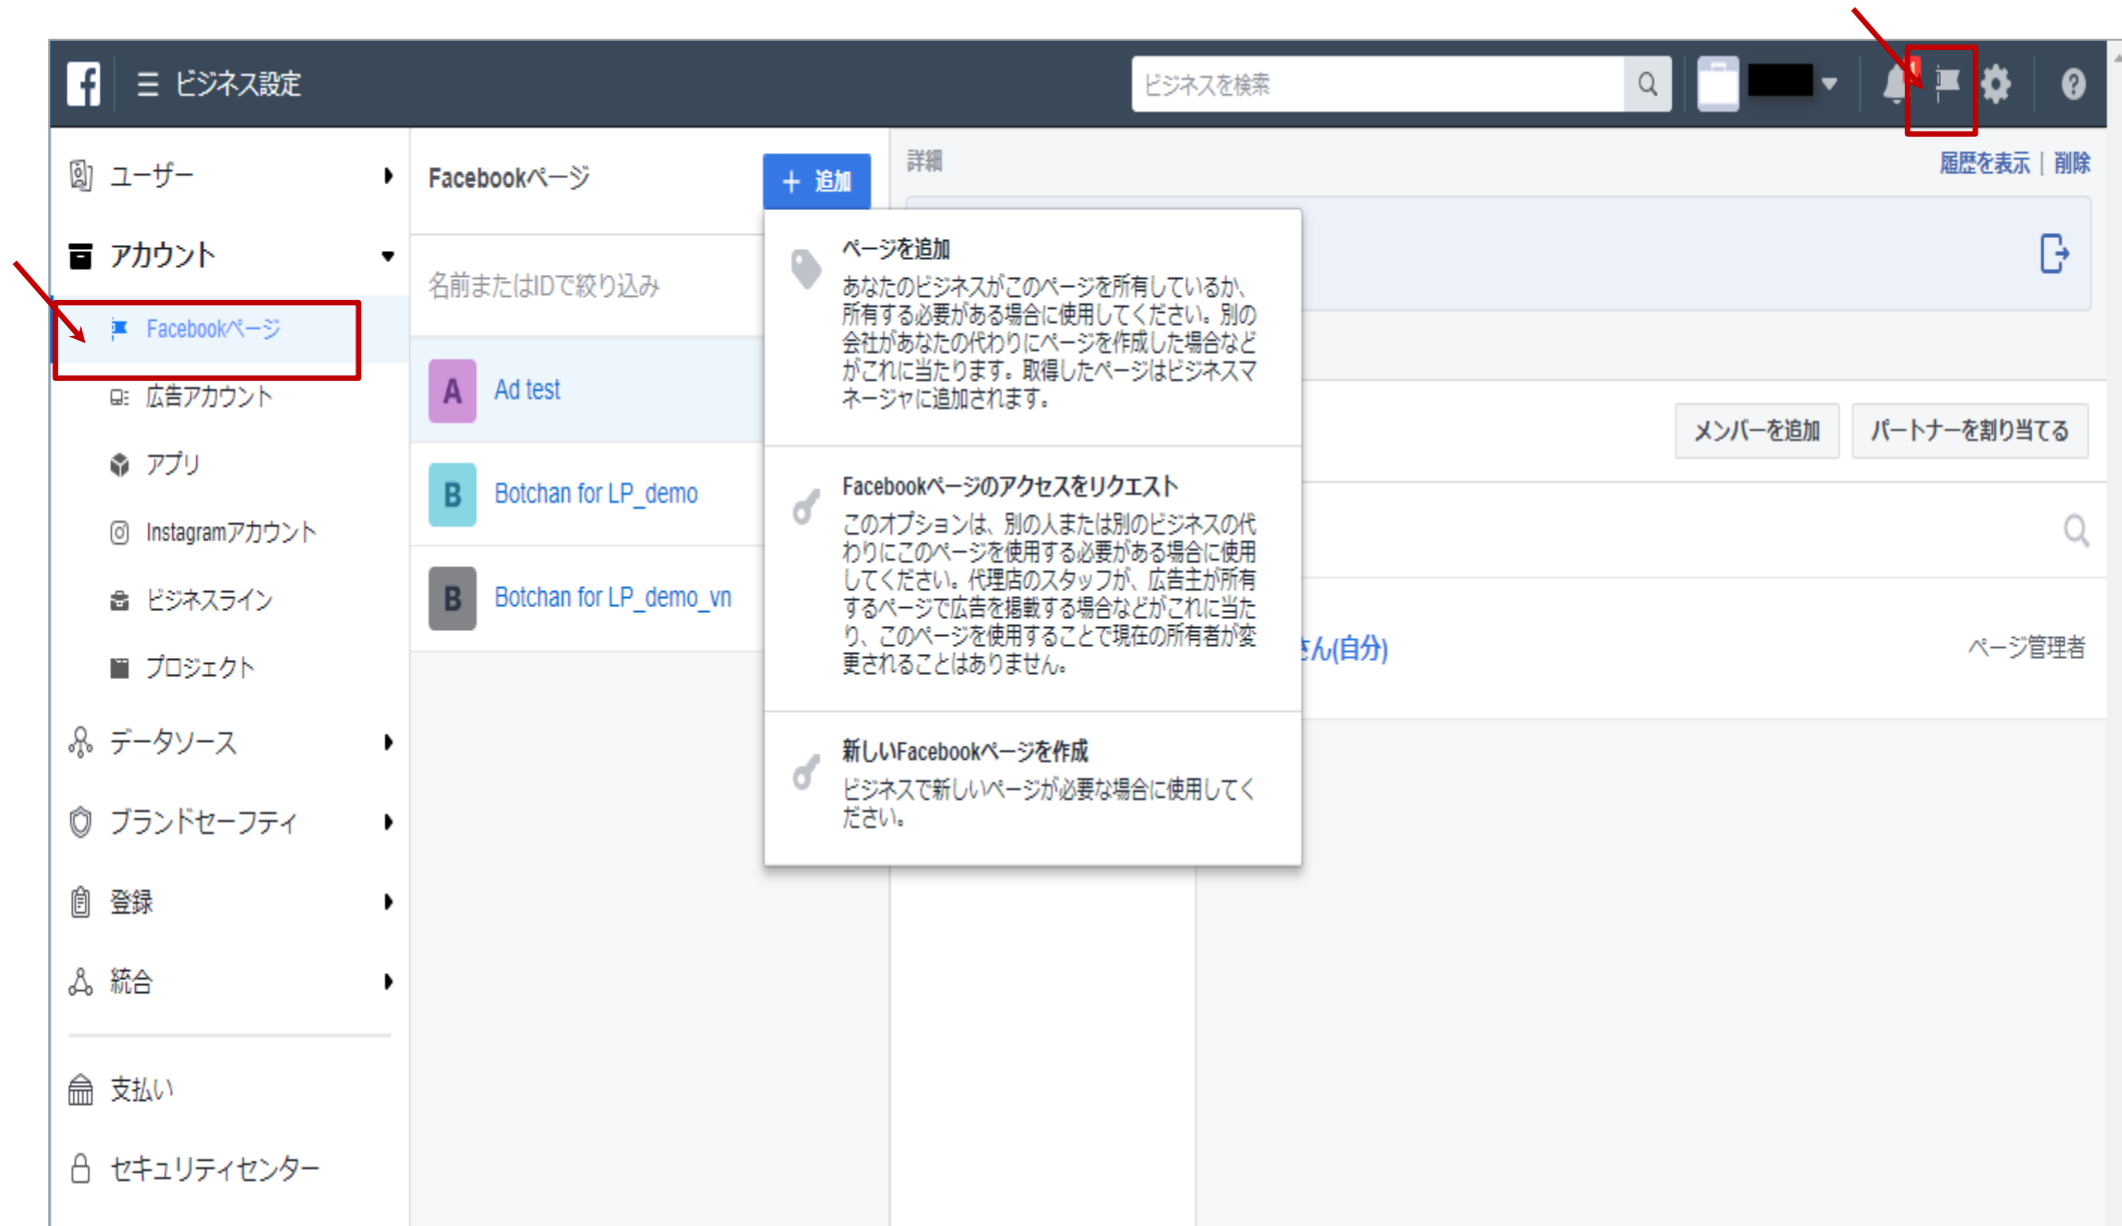 ビジネス設定
ビジネスを検索
ユーザー
アカウント
Facebookページ
広告アカウント
アプリ
Instagramアカウント
ビジネスライン
プロジェクト
データソース
ブランドセーフティ
登録
統合
支払い
セキュリティセンター
Facebookページ
+ 追加
名前またはIDで絞り込み
A Ad test
B Botchan for LP_demo
B Botchan for LP_demo_vn
ページを追加
あなたのビジネスがこのページを所有しているか、
所有する必要がある場合に使用してください。別の
会社があなたの代わりにページを作成した場合など
がこれに当たります。取得したページはビジネスマ
ネージャに追加されます。
Facebookページのアクセスをリクエスト
このオプションは、別の人または別のビジネスの代
わりにこのページを使用する必要がある場合に使用
してください。代理店のスタッフが、広告主が所有
するページで広告を掲載する場合などがこれに当た
り、このページを使用することで現在の所有者が変
更されることはありません。
新しいFacebookページを作成
ビジネスで新しいページが必要な場合に使用してく
ださい。
詳細
履歴を表示 | 削除
メンバーを追加
パートナーを割り当てる
さん(自分)
ページ管理者